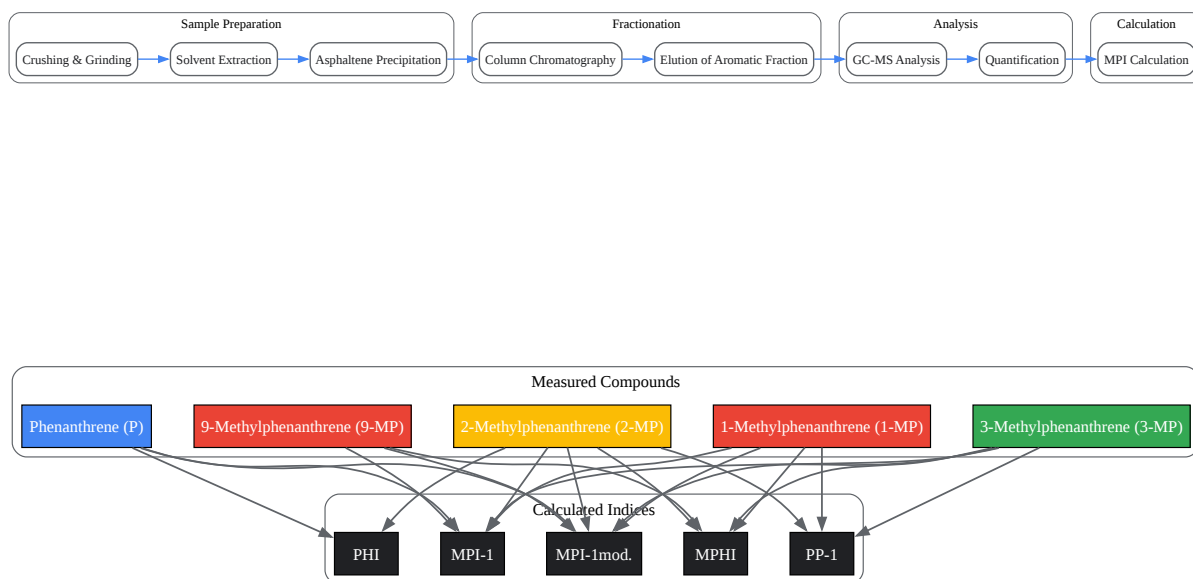 Sample Preparation
Fractionation
Analysis
Calculation
Crushing & Grinding
Solvent Extraction
Asphaltene Precipitation
Column Chromatography
Elution of Aromatic Fraction
GC-MS Analysis
Quantification
MPI Calculation
Measured Compounds
Phenanthrene (P)
9-Methylphenanthrene (9-MP)
2-Methylphenanthrene (2-MP)
1-Methylphenanthrene (1-MP)
3-Methylphenanthrene (3-MP)
Calculated Indices
PHI
MPI-1
MPI-1mod.
MPHI
PP-1